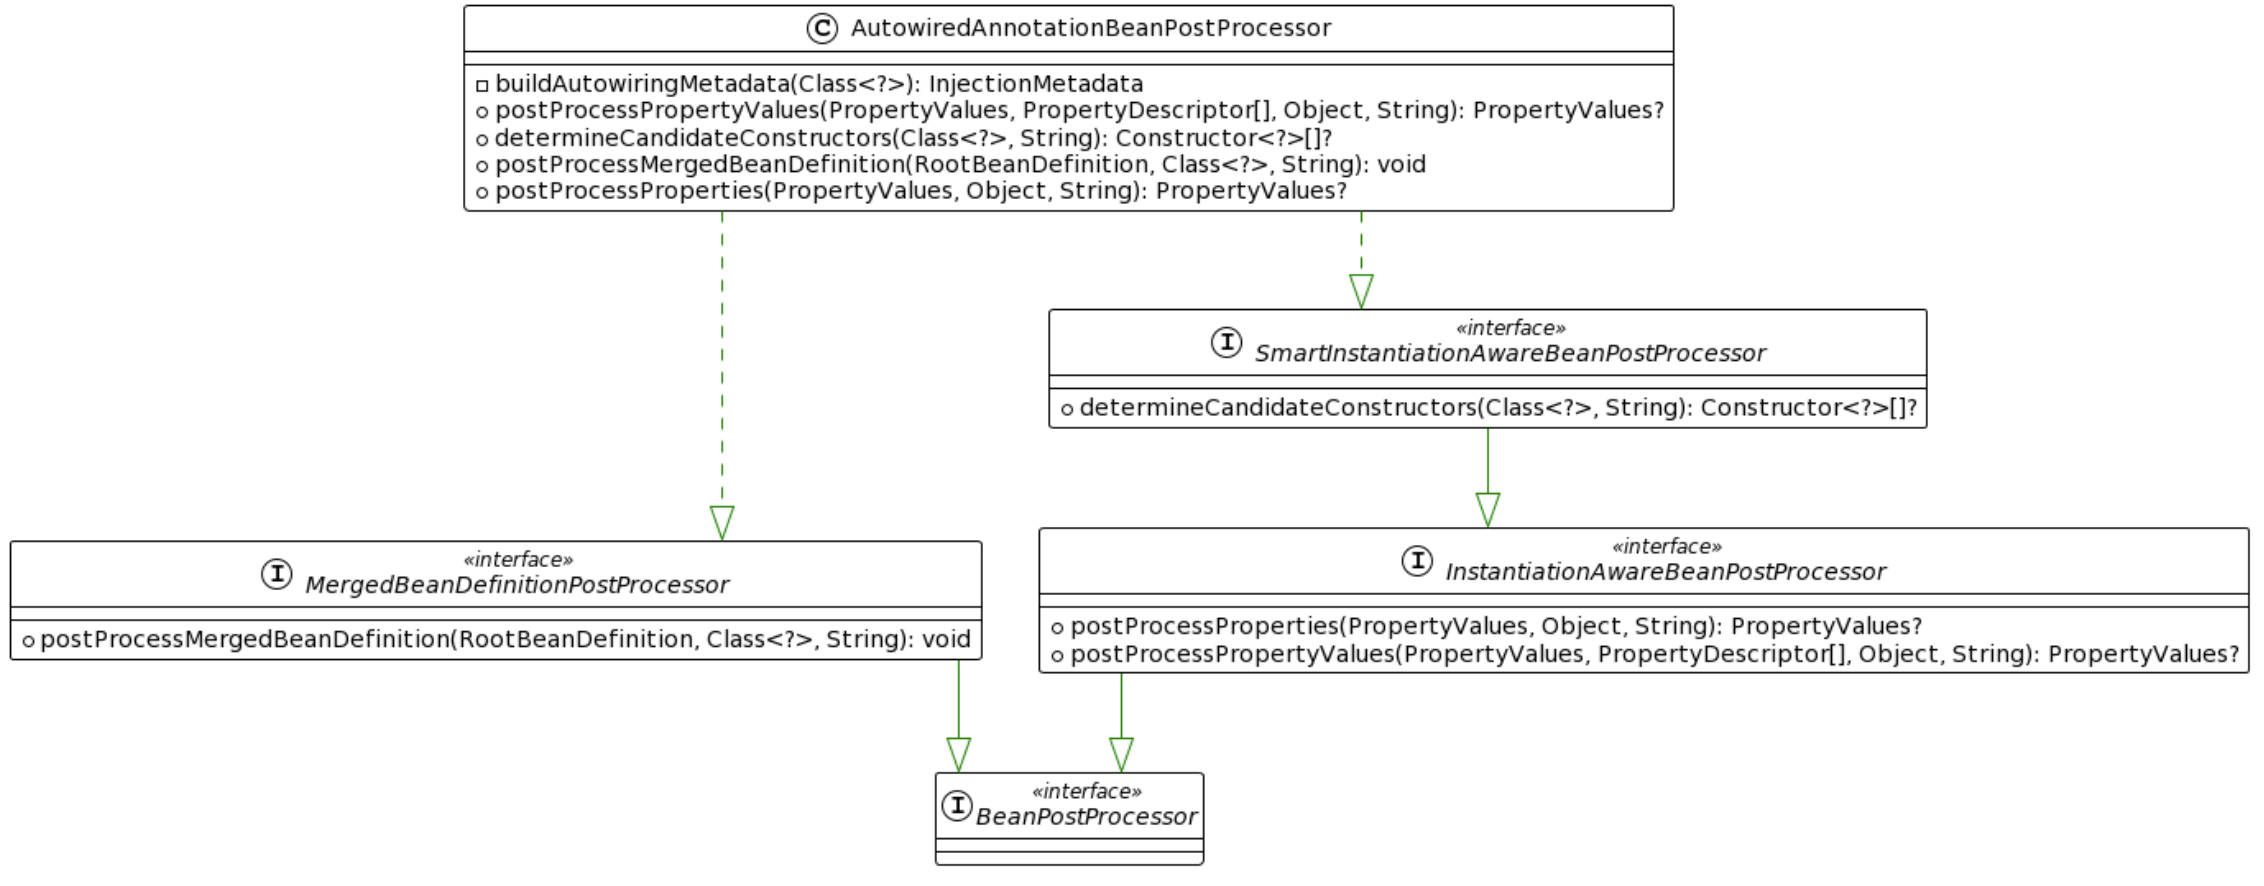 C AutowiredAnnotationBeanPostProcessor
buildAutowiringMetadata(Class<?>): InjectionMetadata
postProcessPropertyValues(PropertyValues, PropertyDescriptor[], Object, String): PropertyValues?
determineCandidateConstructors(Class<?>, String): Constructor<?>[]?
postProcessMergedBeanDefinition(RootBeanDefinition, Class<?>, String): void
postProcessProperties(PropertyValues, Object, String): PropertyValues?
«interface»
I SmartInstantiationAwareBeanPostProcessor
determineCandidateConstructors(Class<?>, String): Constructor<?>[]?
«interface»
I MergedBeanDefinitionPostProcessor
postProcessMergedBeanDefinition(RootBeanDefinition, Class<?>, String): void
«interface»
I InstantiationAwareBeanPostProcessor
postProcessProperties(PropertyValues, Object, String): PropertyValues?
postProcessPropertyValues(PropertyValues, PropertyDescriptor[], Object, String): PropertyValues?
«interface»
I BeanPostProcessor